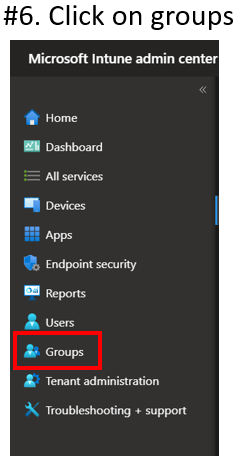 #6. Click on groups
Microsoft Intune admin center
«
Home
Dashboard
All services
Devices
Apps
Endpoint security
Reports
Users
Groups
Tenant administration
Troubleshooting + support